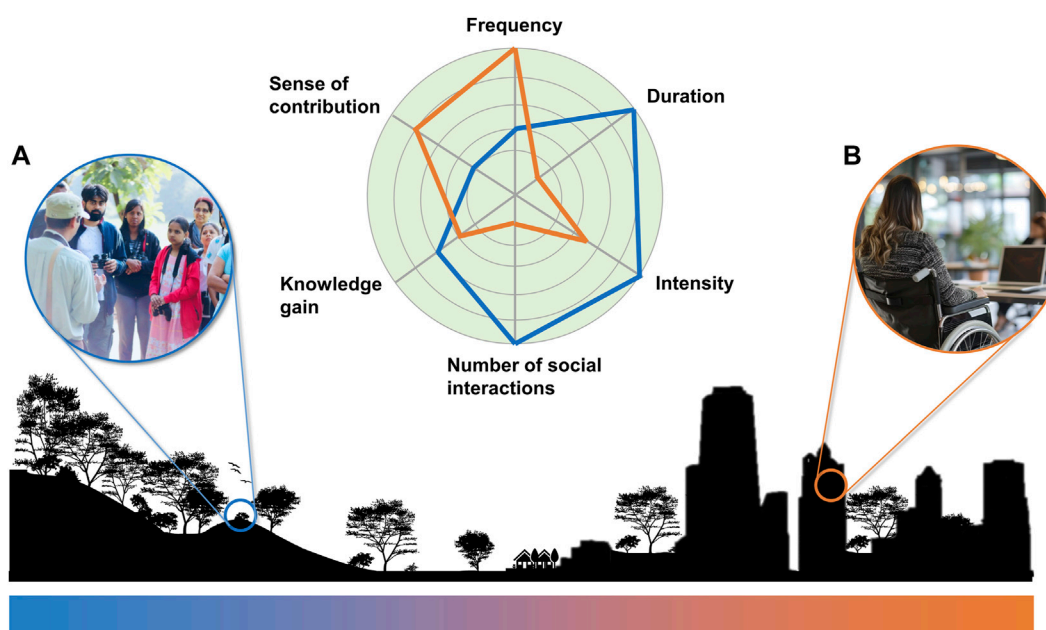 Frequency
Sense of
contribution
Duration
A
B
Knowledge
gain
Intensity
Number of social
interactions